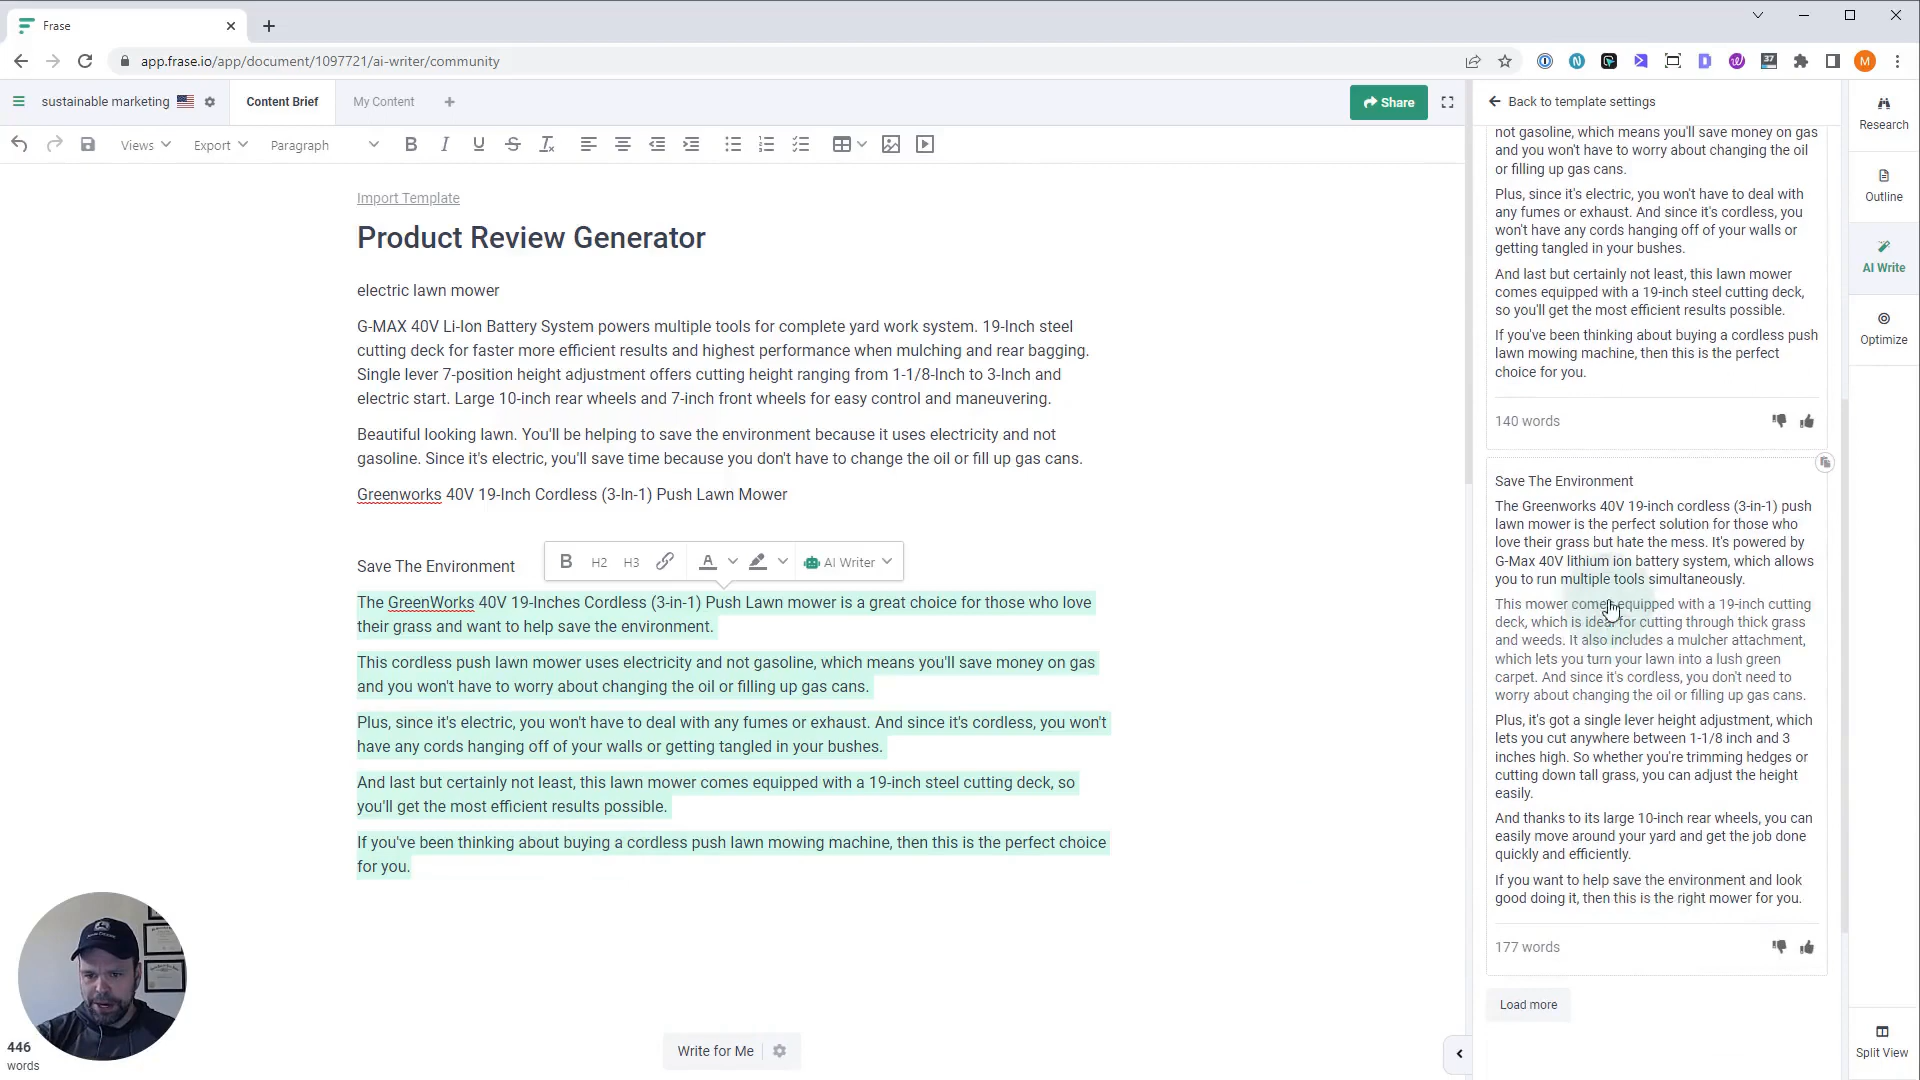 Frase
app.frase.io/app/document/1097721/ai-writer/community
37
M
sustainable marketing
Content Brief
My Content
Share
Back to template settings
Research
Views
Export
Paragraph
B
I
U
S
Import Template
Product Review Generator
electric lawn mower
G-MAX 40V Li-Ion Battery System powers multiple tools for complete yard work system. 19-Inch steel
cutting deck for faster more efficient results and highest performance when mulching and rear bagging.
Single lever 7-position height adjustment offers cutting height ranging from 1-1/8-Inch to 3-Inch and
electric start. Large 10-inch rear wheels and 7-inch front wheels for easy control and maneuvering.
Beautiful looking lawn. You'll be helping to save the environment because it uses electricity and not
gasoline. Since it's electric, you'll save time because you don't have to change the oil or fill up gas cans.
Greenworks 40V 19-Inch Cordless (3-In-1) Push Lawn Mower
B
H2
H3
A
AI Writer
Save The Environment
The GreenWorks 40V 19-Inches Cordless (3-in-1) Push Lawn mower is a great choice for those who love
their grass and want to help save the environment.
This cordless push lawn mower uses electricity and not gasoline, which means you'll save money on gas
and you won't have to worry about changing the oil or filling up gas cans.
Plus, since it's electric, you won't have to deal with any fumes or exhaust. And since it's cordless, you won't
have any cords hanging off of your walls or getting tangled in your bushes.
And last but certainly not least, this lawn mower comes equipped with a 19-inch steel cutting deck, so
you'll get the most efficient results possible.
If you've been thinking about buying a cordless push lawn mowing machine, then this is the perfect choice
for you.
446
words
Write for Me
not gasoline, which means you'll save money on gas
and you won't have to worry about changing the oil
or filling up gas cans.
Plus, since it's electric, you won't have to deal with
any fumes or exhaust. And since it's cordless, you
won't have any cords hanging off of your walls or
getting tangled in your bushes.
And last but certainly not least, this lawn mower
comes equipped with a 19-inch steel cutting deck,
so you'll get the most efficient results possible.
If you've been thinking about buying a cordless push
lawn mowing machine, then this is the perfect
choice for you.
140 words
Save The Environment
The Greenworks 40V 19-inch cordless (3-in-1) push
lawn mower is the perfect solution for those who
love their grass but hate the mess. It's powered by
G-Max 40V lithium ion battery system, which allows
you to run multiple tools simultaneously.
This mower comes equipped with a 19-inch cutting
deck, which is ideal for cutting through thick grass
and weeds. It also includes a mulcher attachment,
which lets you turn your lawn into a lush green
carpet. And since it's cordless, you don't need to
worry about changing the oil or filling up gas cans.
Plus, it's got a single lever height adjustment, which
lets you cut anywhere between 1-1/8 inch and 3
inches high. So whether you're trimming hedges or
cutting down tall grass, you can adjust the height
easily.
And thanks to its large 10-inch rear wheels, you can
easily move around your yard and get the job done
quickly and efficiently.
If you want to help save the environment and look
good doing it, then this is the right mower for you.
177 words
Load more
Outline
AI Write
Optimize
Split View